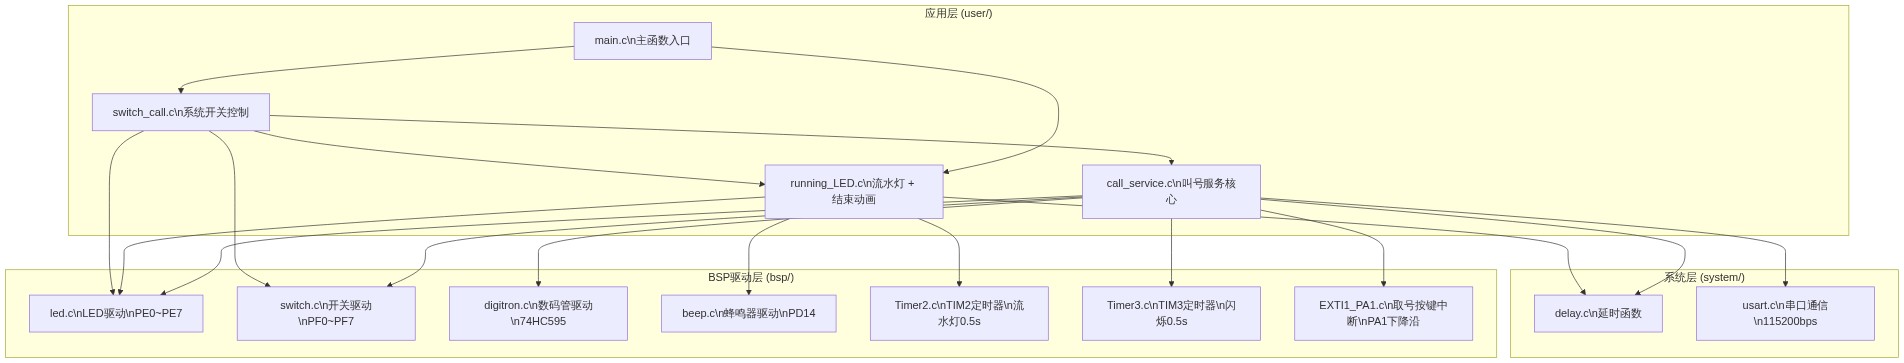 应用层 (user/)
main.c\n主函数入口
switch_call.c\n系统开关控制
running_LED.c\n流水灯 +
结束动画
call_service.c\n叫号服务核
心
BSP驱动层 (bsp/)
led.c\nLED驱动\nPE0~PE7
switch.c\n开关驱动
\nPF0~PF7
digitron.c\n数码管驱动
\n74HC595
beep.c\n蜂鸣器驱动\nPD14
Timer2.c\nTIM2定时器\n流
水灯0.5s
Timer3.c\nTIM3定时器\n闪
烁0.5s
EXTI1_PA1.c\n取号按键中
断\nPA1下降沿
系统层 (system/)
delay.c\n延时函数
usart.c\n串口通信
\n115200bps